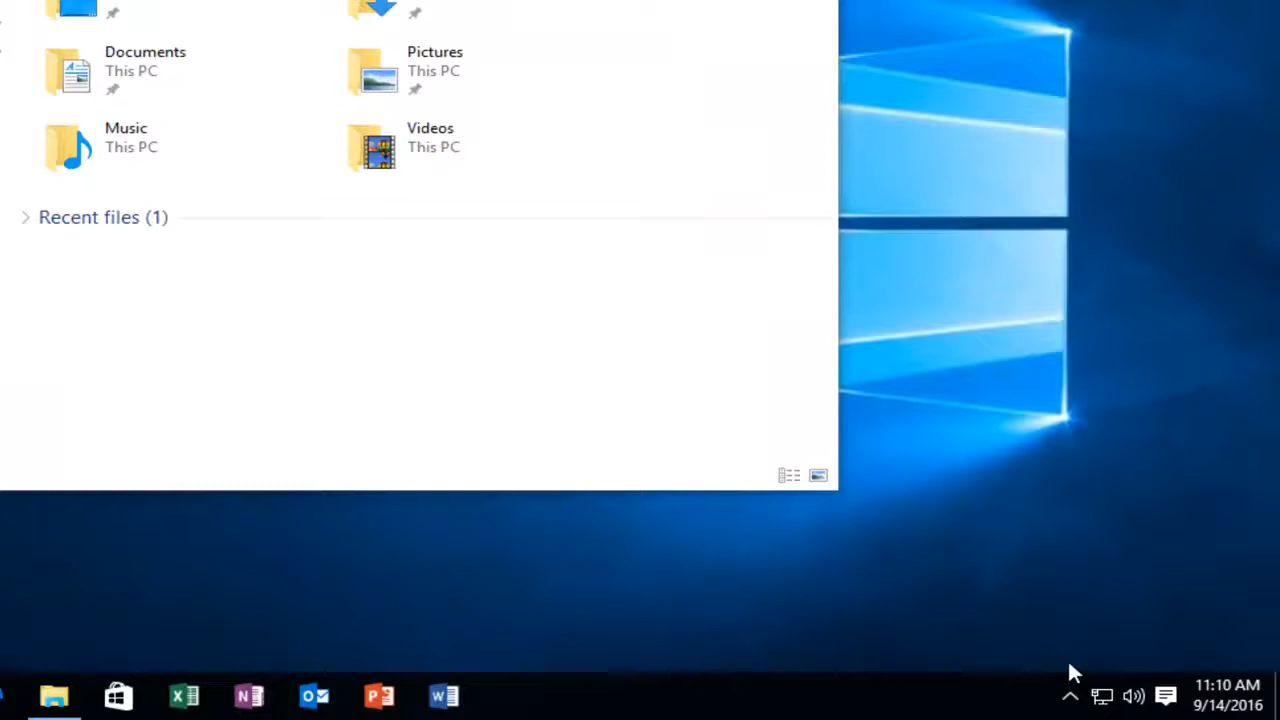 Documents
This PC
Pictures
This PC
Music
This PC
Videos
This PC
Recent files (1)
11:10 AM
9/14/2016